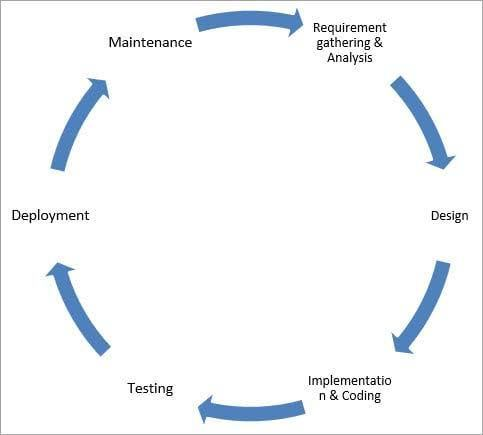 Maintenance
Requirement
gathering &
Analysis
Design
Implementatio
n & Coding
Testing
Deployment